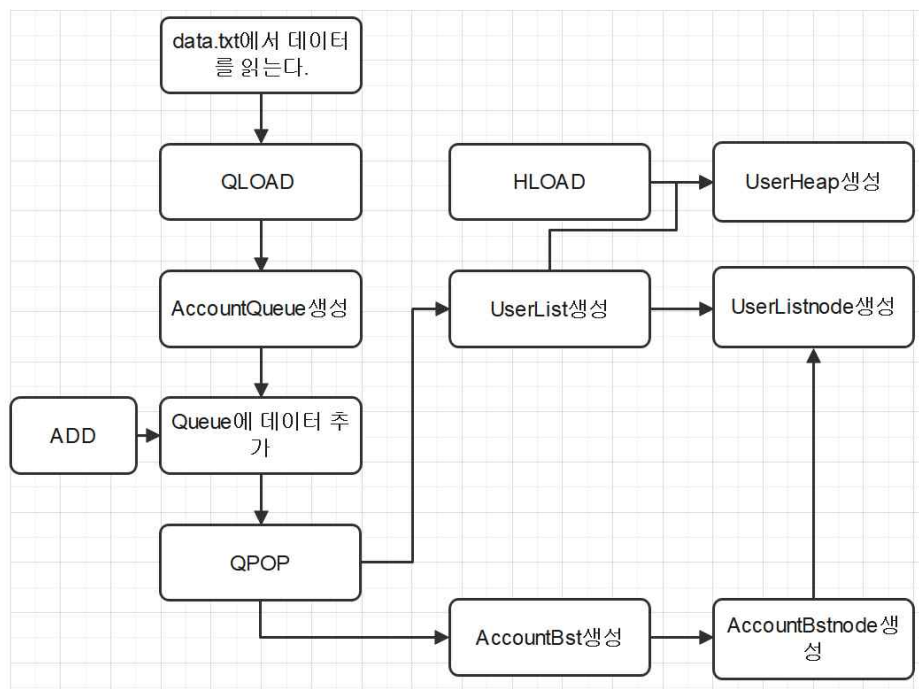 data.txt에서 데이터
를 읽는다.
QLOAD
HLOAD
UserHeap생성
AccountQueue생성
UserList생성
UserListnode생성
ADD
Queue에 데이터 추
가
QPOP
AccountBst생성
AccountBstnode생
성